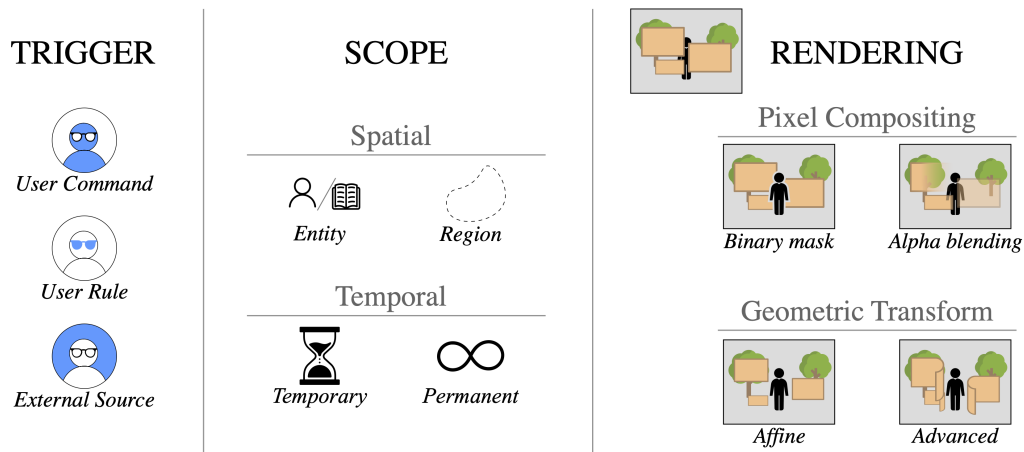 TRIGGER
User Command
User Rule
External Source
SCOPE
Spatial
Entity
Region
Temporal
Temporary
Permanent
RENDERING
Pixel Compositing
Binary mask
Alpha blending
Geometric Transform
Affine
Advanced